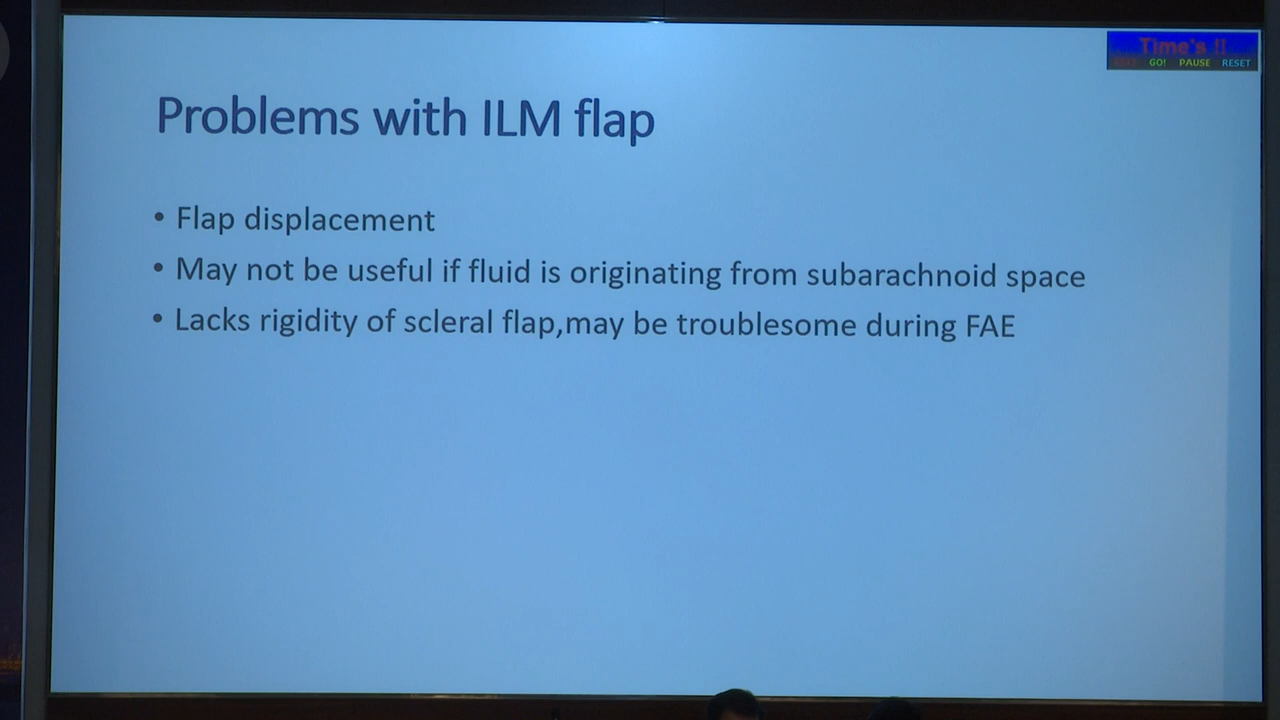 Time's !!
GO! PAUSE RESET
Problems with ILM flap
• Flap displacement
• May not be useful if fluid is originating from subarachnoid space
• Lacks rigidity of scleral flap,may be troublesome during FAE